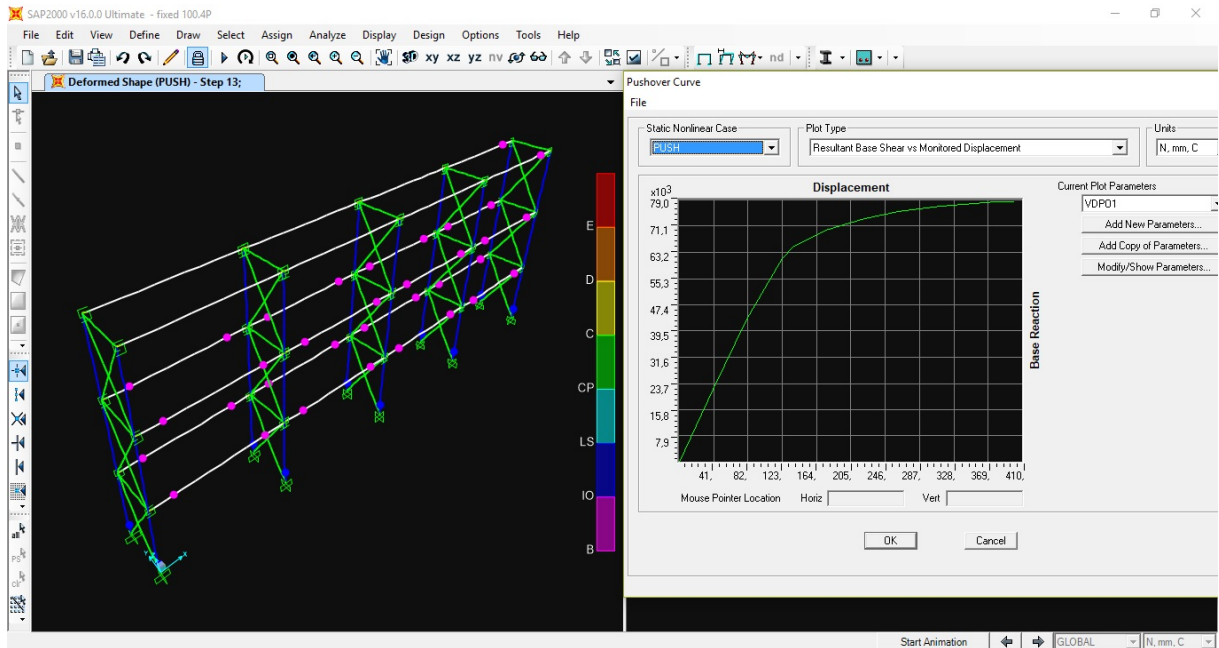 SAP2000 v16.0.0 Ultimate - fixed 100.4P
File Edit View Define Draw Select Assign Analyze Display Design Options Tools Help
3D xy xz yz nv nd
Deformed Shape (PUSH) - Step 13;
E
D
C
CP
LS
IO
B
all
PS
clr
Pushover Curve
File
Static Nonlinear Case
PUSH
Plot Type
Resultant Base Shear vs Monitored Displacement
Units
N, mm, C
Displacement
x10³
79,0
71,1
63,2
55,3
47,4
39,5
31,6
23,7
15,8
7,9
41, 82, 123, 164, 205, 246, 287, 328, 369, 410,
Base Reaction
Mouse Pointer Location Horiz Vert
Current Plot Parameters
VDPO1
Add New Parameters...
Add Copy of Parameters...
Modify/Show Parameters...
OK Cancel
Start Animation GLOBAL N, mm, C